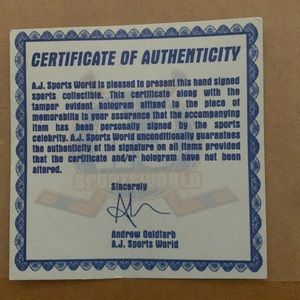 CERTIFICATE OF AUTHENTICITY
A.J. Sports World is pleased to present this hand signed
sports collectible. This certificate along with the
tamper evident hologram affixed to the piece of
memorabilia is your assurance that the accompanying
item has been personally signed by the sports
celebrity. A.J. Sports World unconditionally guarantees
the authenticity of the signature on all items provided
that the certificate and/or hologram have not been
altered.
SPORTSWORLD
Sincerely
Andrew Goldfarb
A.J. Sports World